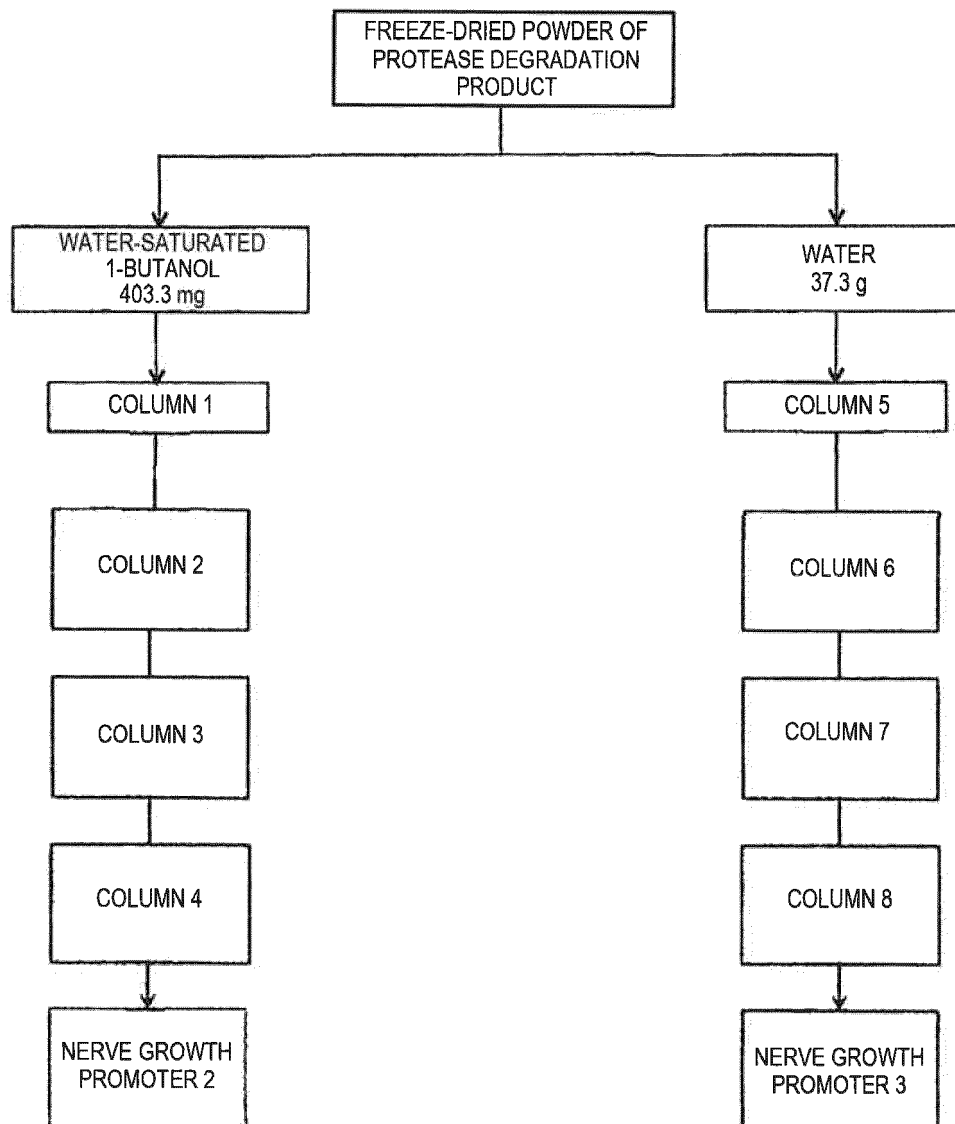 FREEZE-DRIED POWDER OF
PROTEASE DEGRADATION
PRODUCT
WATER-SATURATED
1-BUTANOL
403.3 mg
WATER
37.3 g
COLUMN 1
COLUMN 5
COLUMN 2
COLUMN 6
COLUMN 3
COLUMN 7
COLUMN 4
COLUMN 8
NERVE GROWTH
PROMOTER 2
NERVE GROWTH
PROMOTER 3